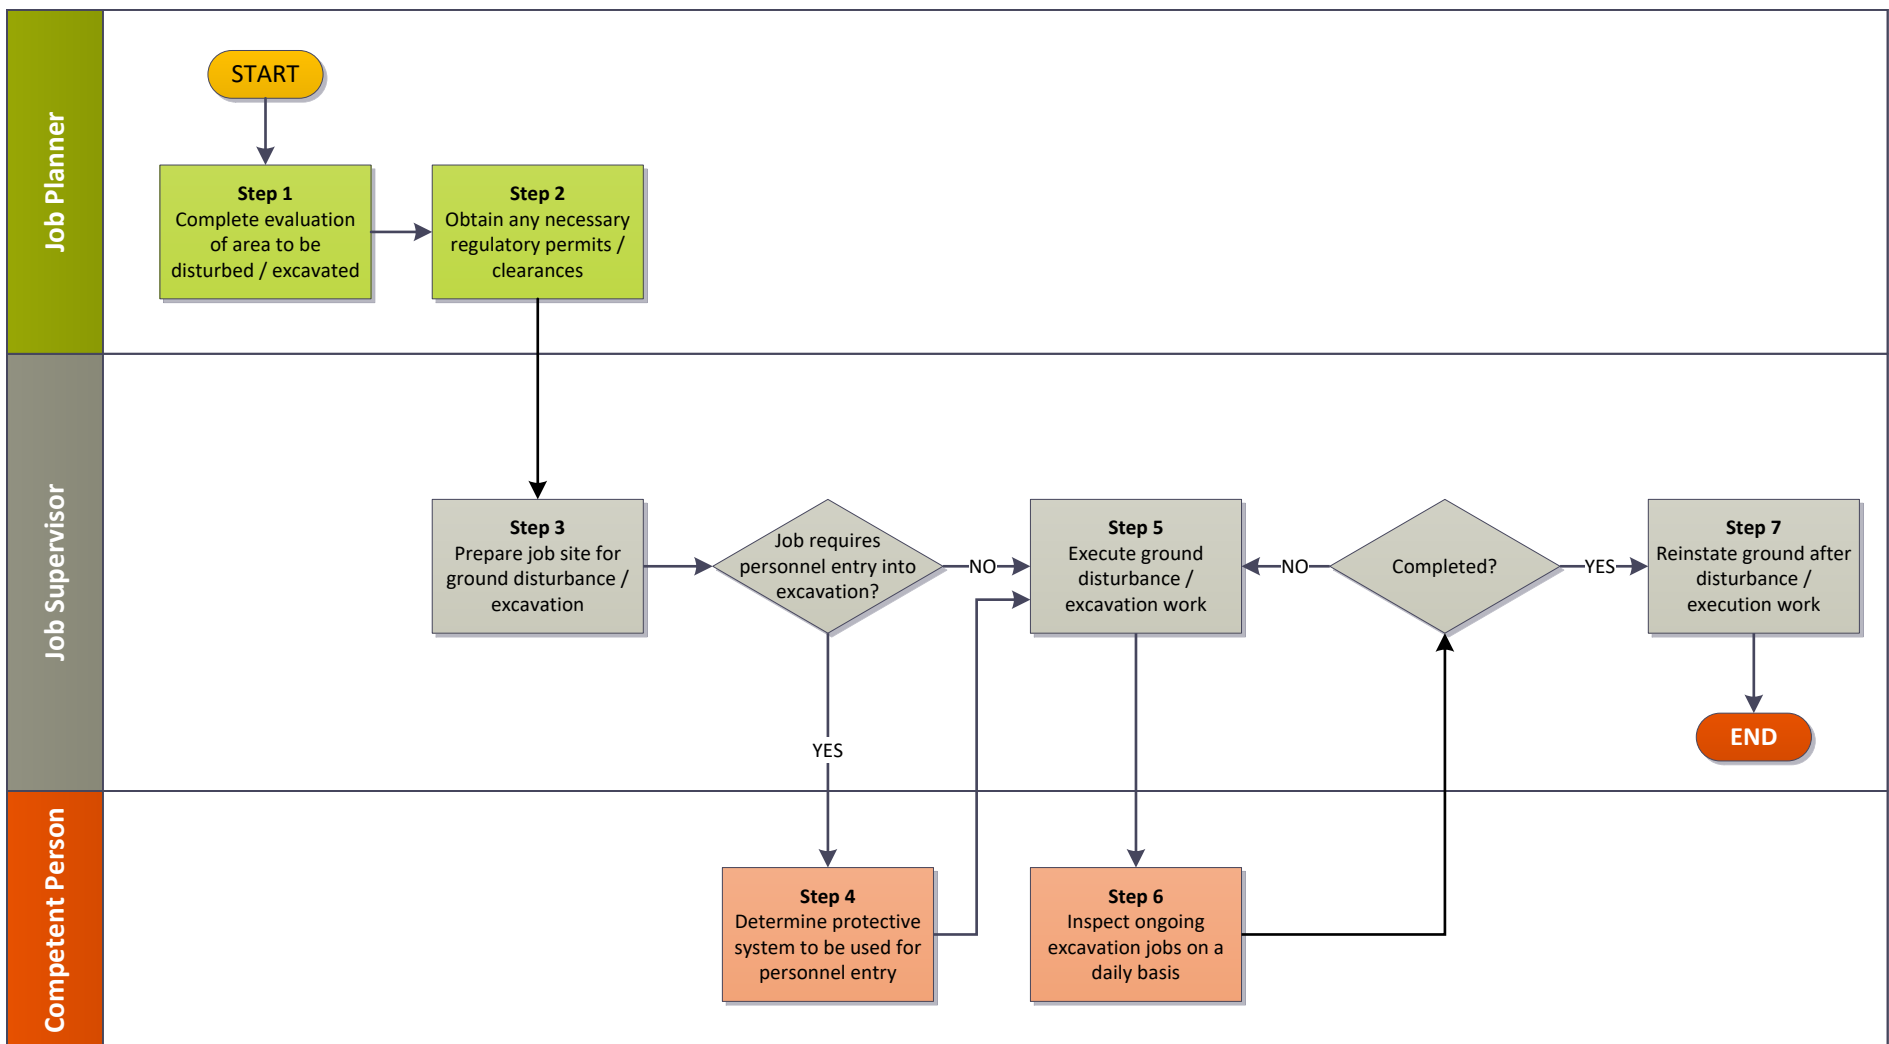 Job Planner
START
Step 1
Complete evaluation
of area to be
disturbed / excavated
Step 2
Obtain any necessary
regulatory permits /
clearances
Job Supervisor
Step 3
Prepare job site for
ground disturbance /
excavation
Job requires
personnel entry into
excavation?
NO
YES
Step 5
Execute ground
disturbance /
excavation work
NO
Completed?
YES
Step 7
Reinstate ground after
disturbance /
execution work
END
Competent Person
Step 4
Determine protective
system to be used for
personnel entry
Step 6
Inspect ongoing
excavation jobs on a
daily basis